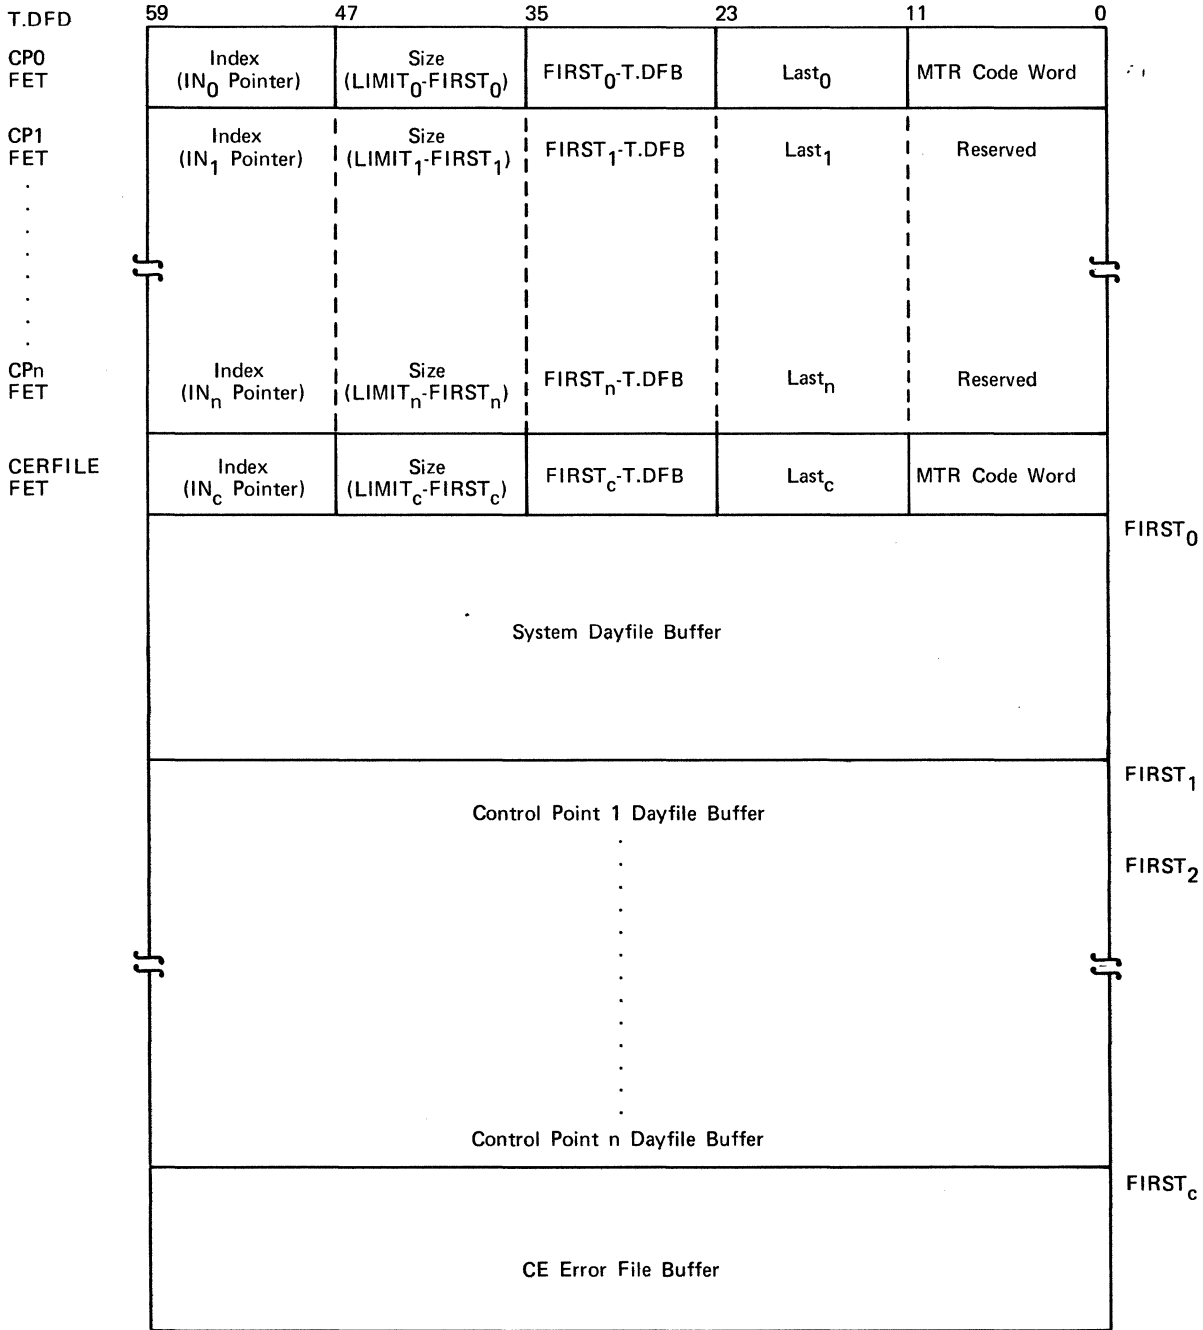 T.DFD 59 47 35 23 11 0
CP0 Index Size FIRST0-T.DFB Last0 MTR Code Word
FET (IN0 Pointer) (LIMIT0-FIRST0)
CP1 Index Size FIRST1-T.DFB Last1 Reserved
FET (IN1 Pointer) (LIMIT1-FIRST1)
CPn Index Size FIRSTn-T.DFB Lastn Reserved
FET (INn Pointer) (LIMITn-FIRSTn)
CERFILE Index Size FIRSTc-T.DFB Lastc MTR Code Word
FET (INc Pointer) (LIMITc-FIRSTc)
FIRST0
System Dayfile Buffer
FIRST1
Control Point 1 Dayfile Buffer
FIRST2
Control Point n Dayfile Buffer
FIRSTc
CE Error File Buffer